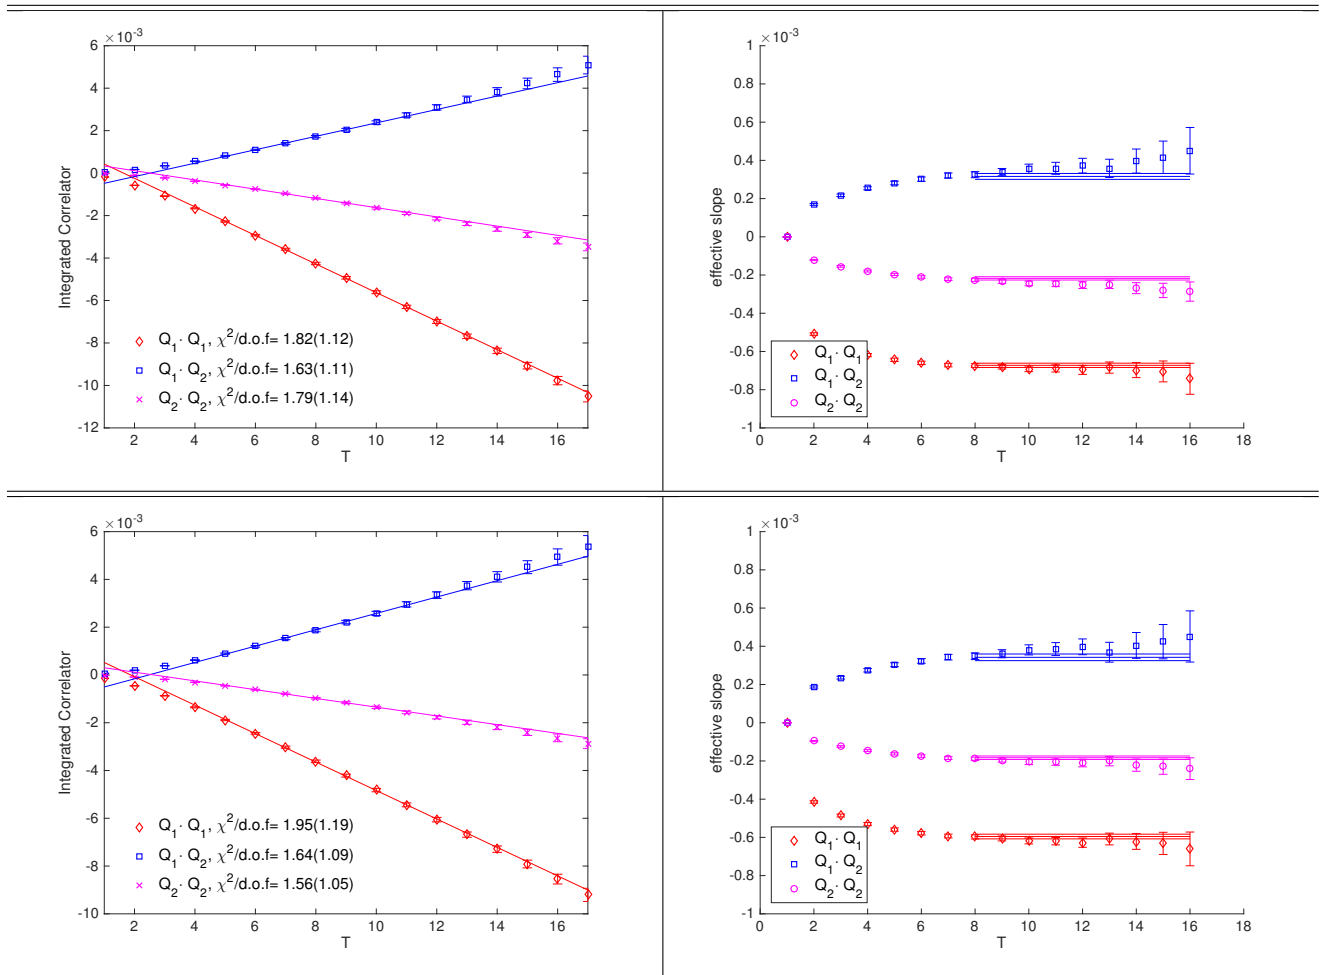 ×10⁻³
6
4
2
0
-2
-4
-6
-8
-10
-12
Integrated Correlator
Q₁· Q₁, χ²/d.o.f= 1.82(1.12)
Q₁· Q₂, χ²/d.o.f= 1.63(1.11)
Q₂· Q₂, χ²/d.o.f= 1.79(1.14)
2 4 6 8 10 12 14 16
T
×10⁻³
1
0.8
0.6
0.4
0.2
0
-0.2
-0.4
-0.6
-0.8
-1
effective slope
Q₁· Q₁
Q₁· Q₂
Q₂· Q₂
0 2 4 6 8 10 12 14 16 18
T
×10⁻³
6
4
2
0
-2
-4
-6
-8
-10
Integrated Correlator
Q₁· Q₁, χ²/d.o.f= 1.95(1.19)
Q₁· Q₂, χ²/d.o.f= 1.64(1.09)
Q₂· Q₂, χ²/d.o.f= 1.56(1.05)
2 4 6 8 10 12 14 16
T
×10⁻³
1
0.8
0.6
0.4
0.2
0
-0.2
-0.4
-0.6
-0.8
-1
effective slope
Q₁· Q₁
Q₁· Q₂
Q₂· Q₂
0 2 4 6 8 10 12 14 16 18
T